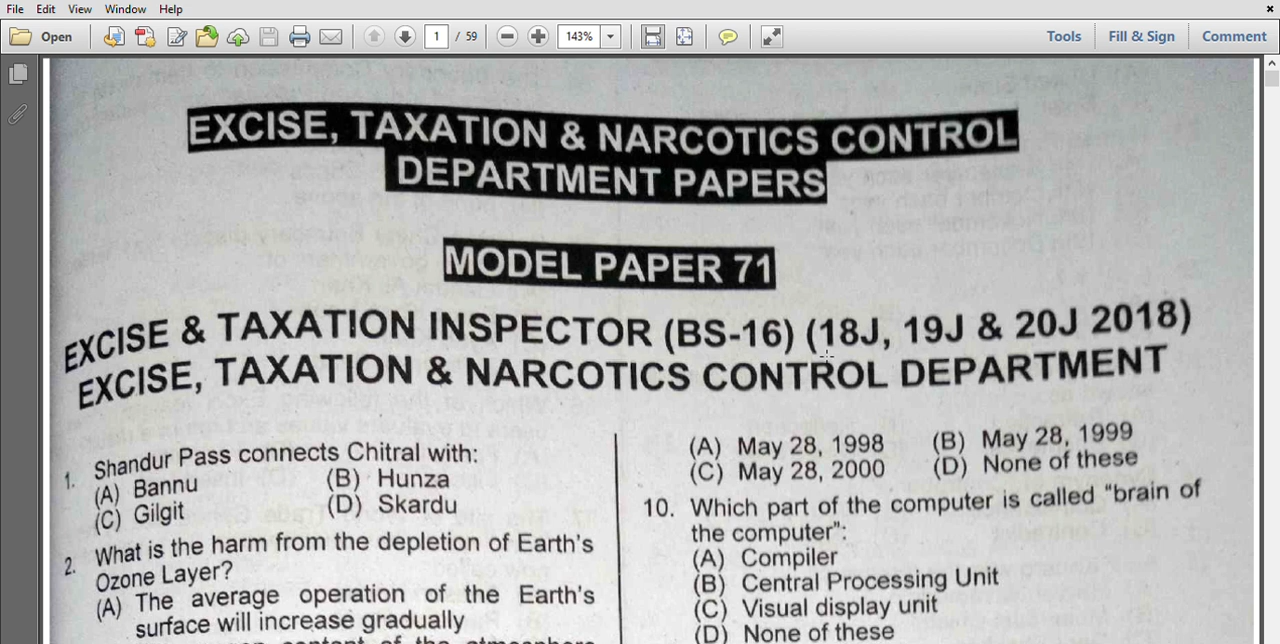 File Edit View Window Help
Open 1 / 59 143% Tools Fill & Sign Comment
EXCISE, TAXATION & NARCOTICS CONTROL
DEPARTMENT PAPERS
MODEL PAPER 71
EXCISE & TAXATION INSPECTOR (BS-16) (18J, 19J & 20J 2018)
EXCISE, TAXATION & NARCOTICS CONTROL DEPARTMENT
1. Shandur Pass connects Chitral with:
(A) Bannu (B) Hunza
(C) Gilgit (D) Skardu
2. What is the harm from the depletion of Earth's
Ozone Layer?
(A) The average operation of the Earth's
surface will increase gradually
content of the atmosphere
(A) May 28, 1998 (B) May 28, 1999
(C) May 28, 2000 (D) None of these
10. Which part of the computer is called "brain of
the computer":
(A) Compiler
(B) Central Processing Unit
(C) Visual display unit
(D) None of these